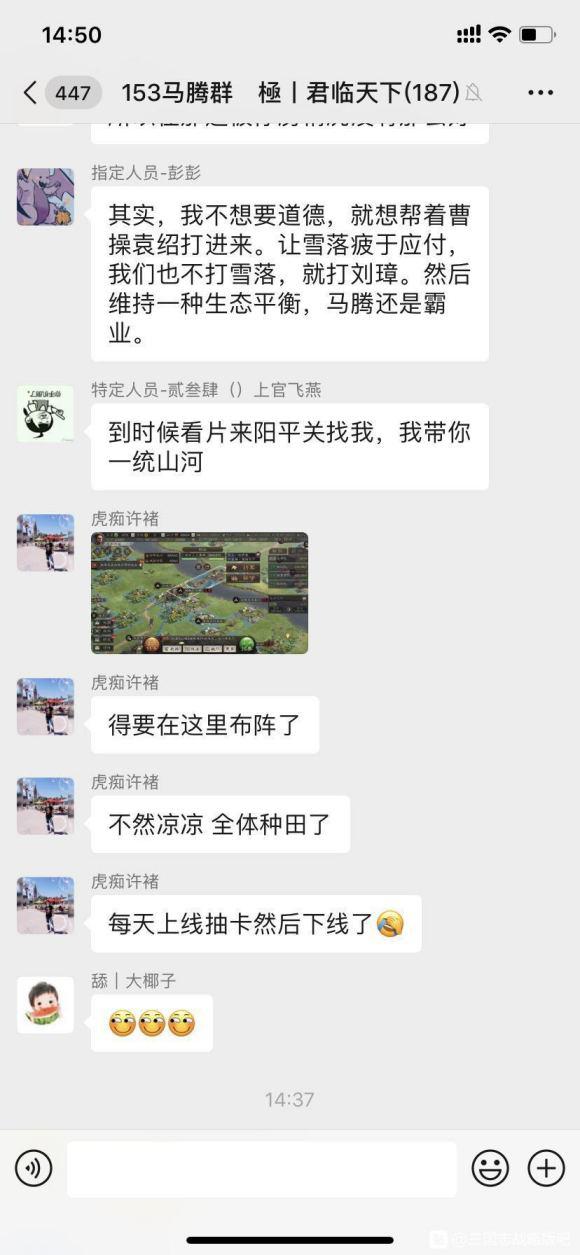 14:50
447
153马腾群 極丨君临天下(187)
指定人员-彭彭
其实，我不想要道德，就想帮着曹
操袁绍打进来。让雪落疲于应付，
我们也不打雪落，就打刘璋。然后
维持一种生态平衡，马腾还是霸
业。
特定人员-贰叁肆（）上官飞燕
到时候看片来阳平关找我，我带你
一统山河
虎痴许褚
虎痴许褚
得要在这里布阵了
虎痴许褚
不然凉凉 全体种田了
虎痴许褚
每天上线抽卡然后下线了🤣
舔丨大椰子
14:37
@三国志战略版吧